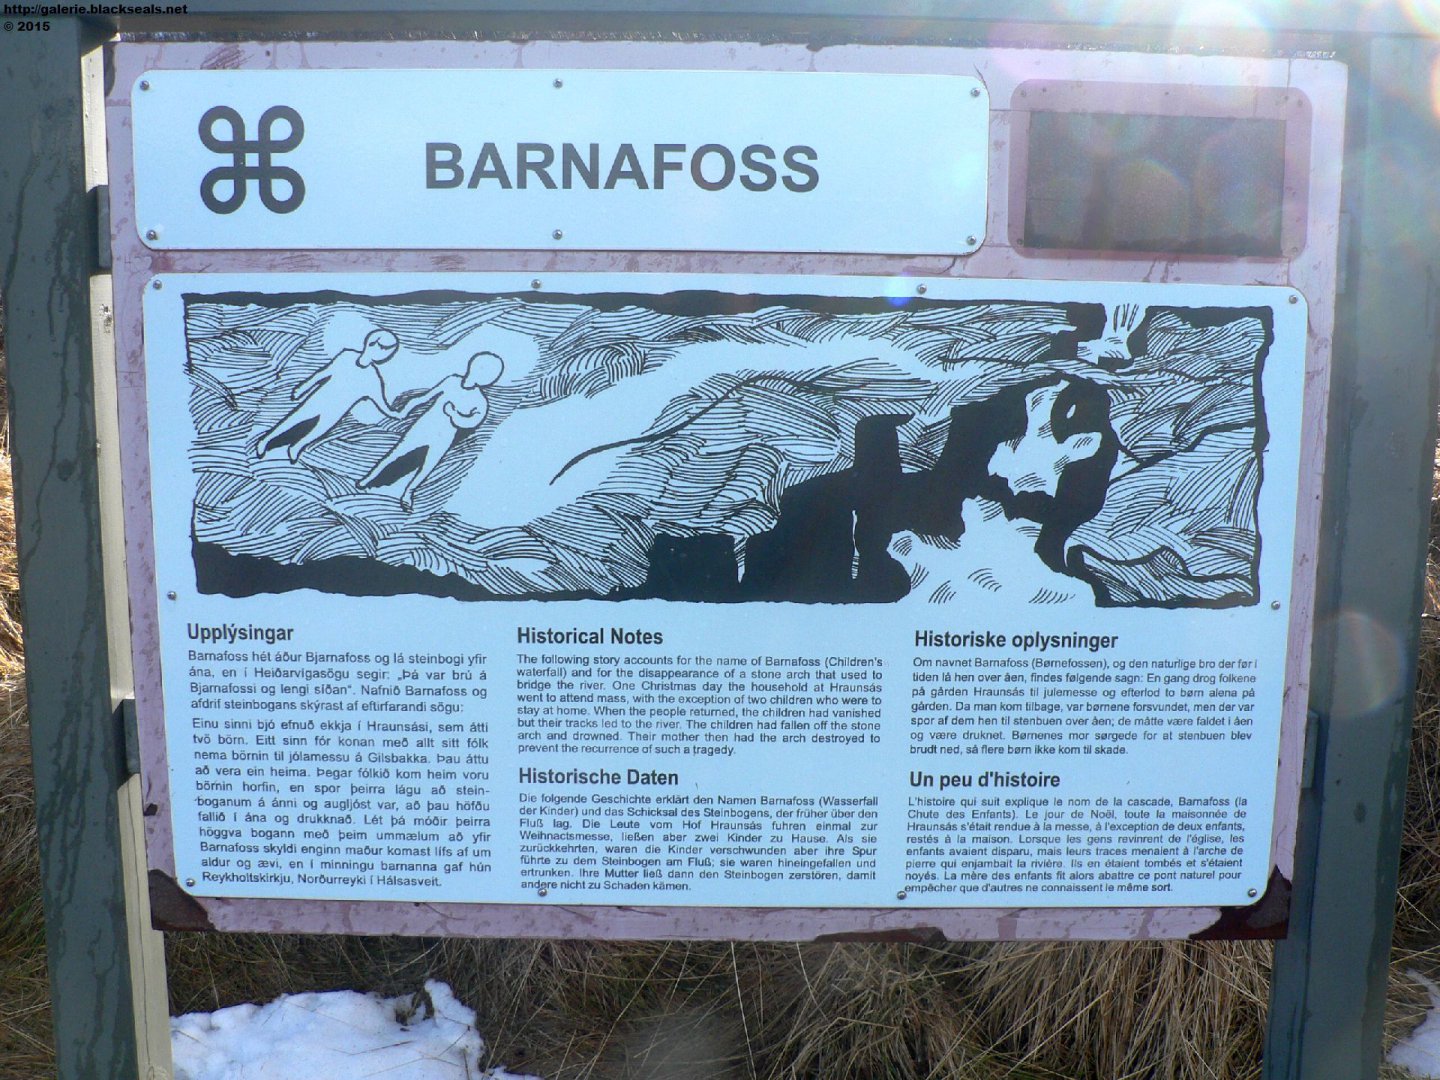 http://galerie.blackseals.net
© 2015
BARNAFOSS
Upplýsingar
Barnafoss hét áður Bjarnafoss og lá steinbogi yfir
ána, en í Heiðarvígasögu segir: „Þá var brú á
Bjarnafossi og lengi síðan“. Nafnið Barnafoss og
afdrif steinbogans skýrast af eftirfarandi sögu:
Einu sinni bjó efnuð ekkja í Hraunsási, sem átti
tvö börn. Eitt sinn fór konan með allt sitt fólk
nema börnin til jólamessu á Gilsbakka. Þau áttu
að vera ein heima. Þegar fólkið kom heim voru
börnin horfin, en spor þeirra lágu að stein-
boganum á ánni og augljóst var, að þau höfðu
fallið í ána og drukknað. Lét þá móðir þeirra
höggva bogann með þeim ummælum að yfir
Barnafoss skyldi enginn maður komast lífs af um
aldur og ævi, en í minningu barnanna gaf hún
Reykholtskirkju, Norðurreyki í Hálsasveit.
Historical Notes
The following story accounts for the name of Barnafoss (Children's
waterfall) and for the disappearance of a stone arch that used to
bridge the river. One Christmas day the household at Hraunsás
went to attend mass, with the exception of two children who were to
stay at home. When the people returned, the children had vanished
but their tracks led to the river. The children had fallen off the stone
arch and drowned. Their mother then had the arch destroyed to
prevent the recurrence of such a tragedy.
Historische Daten
Die folgende Geschichte erklärt den Namen Barnafoss (Wasserfall
der Kinder) und das Schicksal des Steinbogens, der früher über den
Fluß lag. Die Leute vom Hof Hraunsás fuhren einmal zur
Weihnachtsmesse, ließen aber zwei Kinder zu Hause. Als sie
zurückkehrten, waren die Kinder verschwunden aber ihre Spur
führte zu dem Steinbogen am Fluß; sie waren hineingefallen und
ertrunken. Ihre Mutter ließ dann den Steinbogen zerstören, damit
andere nicht zu Schaden kämen.
Historiske oplysninger
Om navnet Barnafoss (Børnefossen), og den naturlige bro der før i
tiden lå hen over åen, findes følgende sagn: En gang drog folkene
på gården Hraunsás til julemesse og efterlod to børn alena på
gården. Da man kom tilbage, var børnene forsvundet, men der var
spor af dem hen til stenbuen over åen; de måtte være faldet i åen
og være druknet. Børnenes mor sørgede for at stenbuen blev
brudt ned, så flere børn ikke kom til skade.
Un peu d'histoire
L'histoire qui suit explique le nom de la cascade, Barnafoss (la
Chute des Enfants). Le jour de Noël, toute la maisonnée de
Hraunsás s'était rendue à la messe, à l'exception de deux enfants,
restés à la maison. Lorsque les gens revinrent de l'église, les
enfants avaient disparu, mais leurs traces menaient à l'arche de
pierre qui enjambait la rivière. Ils en étaient tombés et s'étaient
noyés. La mère des enfants fit alors abattre ce pont naturel pour
empêcher que d'autres ne connaissent le même sort.